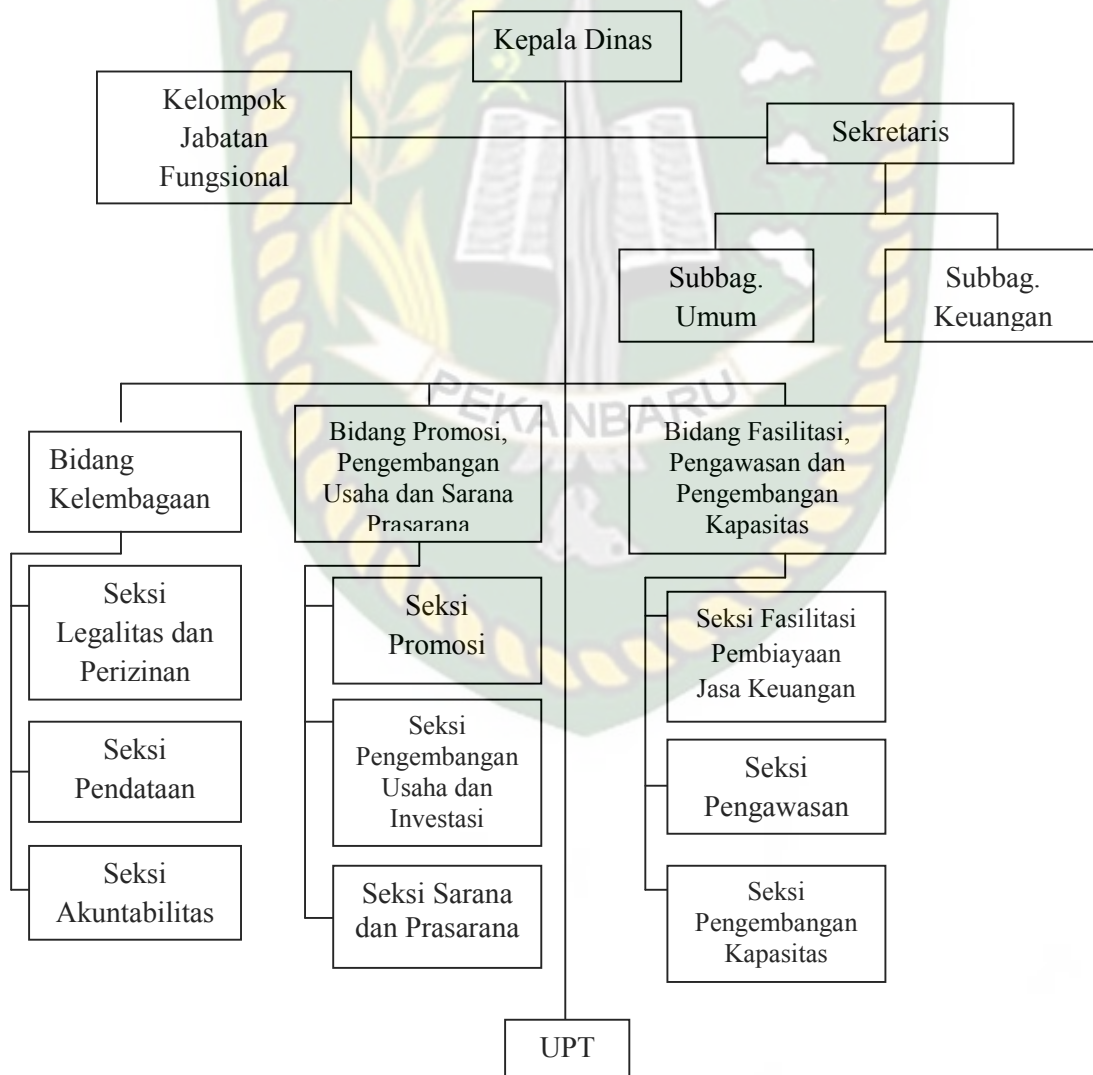 Kepala Dinas
Kelompok
Jabatan
Fungsional
Sekretaris
Subbag.
Umum
Subbag.
Keuangan
PEKANBARU
Bidang
Kelembagaan
Bidang Promosi,
Pengembangan
Usaha dan Sarana
Prasarana
Bidang Fasilitasi,
Pengawasan dan
Pengembangan
Kapasitas
Seksi
Legalitas dan
Perizinan
Seksi
Pendataan
Seksi
Akuntabilitas
Seksi
Promosi
Seksi
Pengembangan
Usaha dan
Investasi
Seksi Sarana
dan Prasarana
Seksi Fasilitasi
Pembiayaan
Jasa Keuangan
Seksi
Pengawasan
Seksi
Pengembangan
Kapasitas
UPT